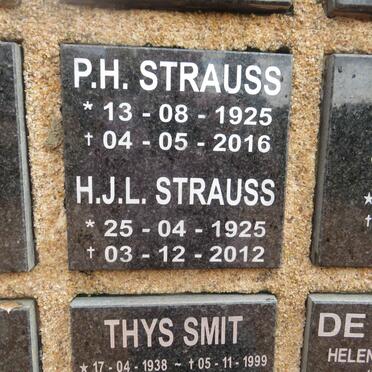 P.H. STRAUSS
* 13 - 08 - 1925
† 04 - 05 - 2016
H.J.L. STRAUSS
* 25 - 04 - 1925
† 03 - 12 - 2012
THYS SMIT
* 17 - 04 - 1938 ~ † 05 - 11 - 1999
DE
HELEN